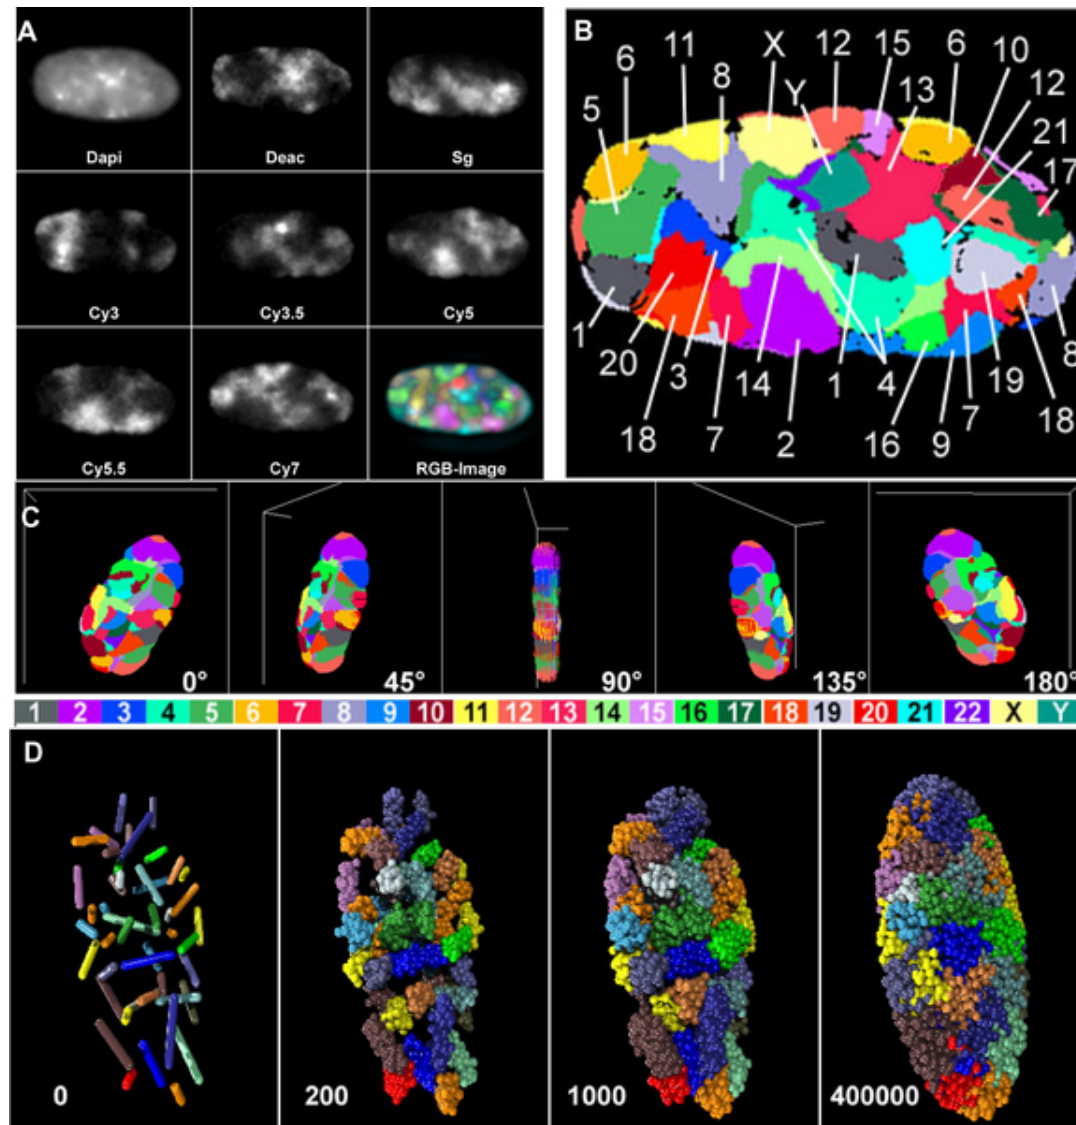 A
Dapi
Deac
Sg
Cy3
Cy3.5
Cy5
Cy5.5
Cy7
RGB-Image
B
6
11
X
12
15
6
10
5
8
Y
13
12
21
17
1
20
3
14
1
4
19
8
18
7
2
16
9
7
18
C
0°
45°
90°
135°
180°
1 2 3 4 5 6 7 8 9 10 11 12 13 14 15 16 17 18 19 20 21 22 X Y
D
0
200
1000
400000